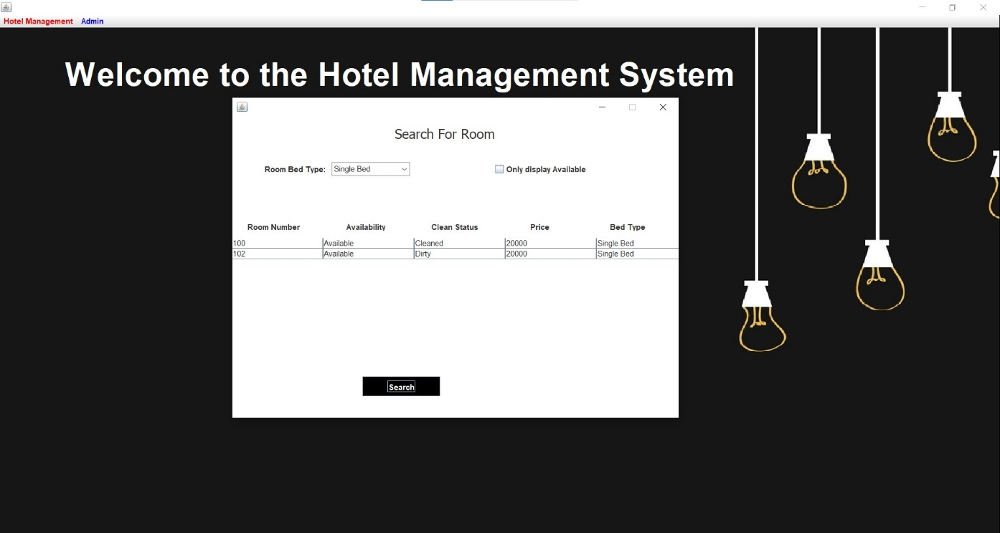 Hotel Management Admin
Welcome to the Hotel Management System
Search For Room
Room Bed Type: Single Bed Only display Available
Room Number Availability Clean Status Price Bed Type
100 Available Cleaned 20000 Single Bed
102 Available Dirty 20000 Single Bed
Search